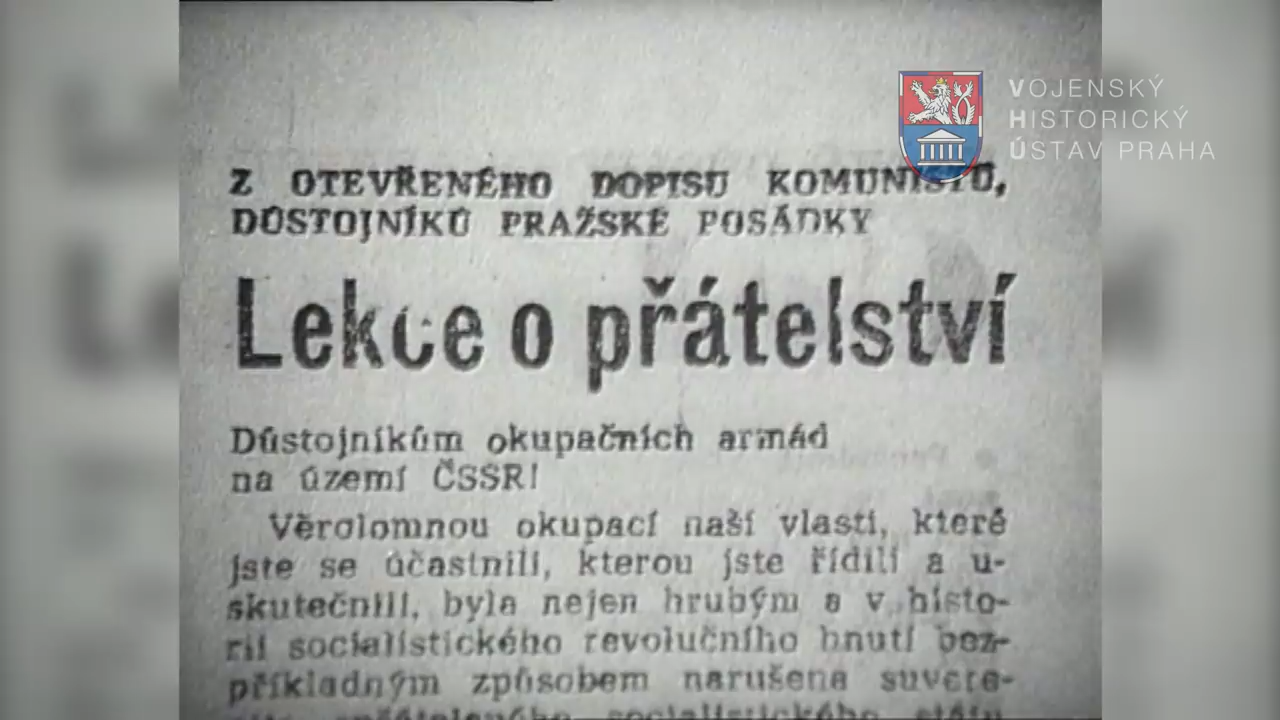 VOJENSKÝ
HISTORICKÝ
ÚSTAV PRAHA
Z OTEVŘENÉHO DOPISU KOMUNISTŮ,
DŮSTOJNÍKŮ PRAŽSKÉ POSÁDKY
Lekce o přátelství
Důstojníkům okupačních armád
na území ČSSR!
Věrolomnou okupací naší vlasti, které
jste se účastnili, kterou jste řídili a u-
skutečnili, byla nejen hrubým a v histo-
rii socialistického revolučního hnutí bez-
příkladným způsobem narušena suvere-
socialistického státu